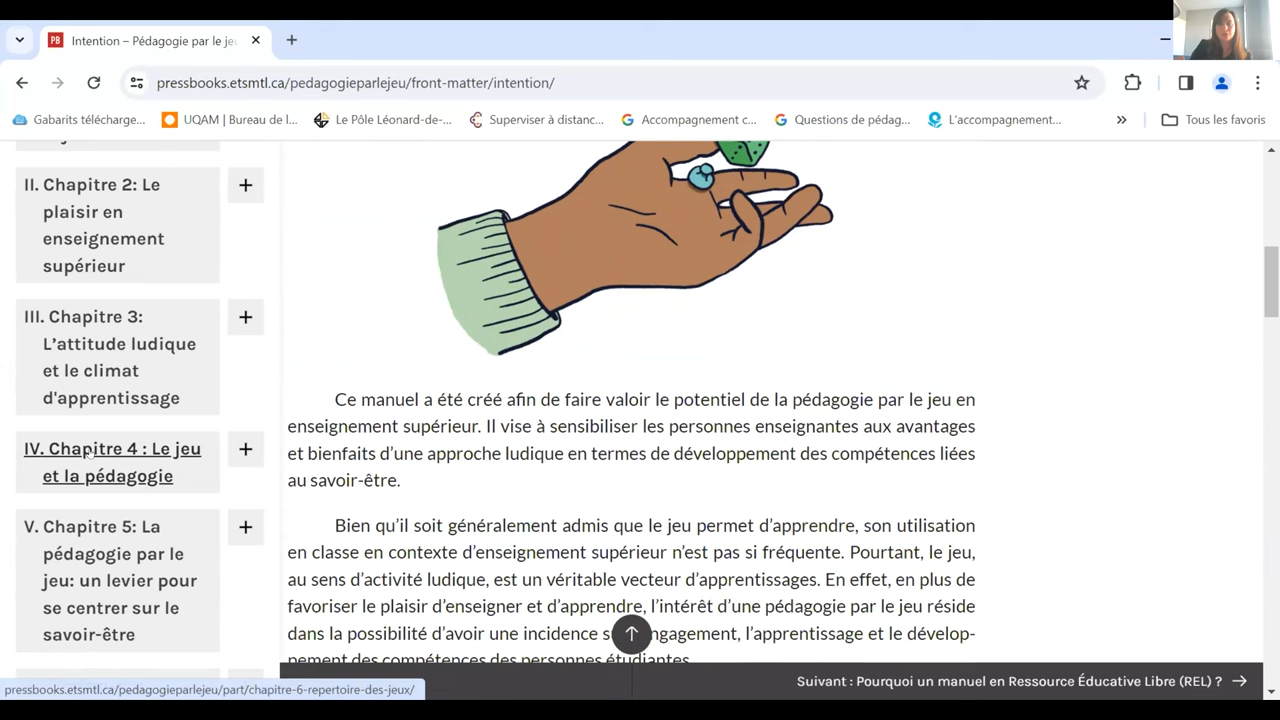 Intention – Pédagogie par le je
pressbooks.etsmtl.ca/pedagogieparlejeu/front-matter/intention/
Gabarits télécharge...
UQAM | Bureau de l...
Le Pôle Léonard-de-...
Superviser à distanc...
Accompagnement c...
Questions de pédag...
L'accompagnement...
Tous les favoris
II. Chapitre 2: Le
plaisir en
enseignement
supérieur
III. Chapitre 3:
L’attitude ludique
et le climat
d'apprentissage
IV. Chapitre 4 : Le jeu
et la pédagogie
V. Chapitre 5: La
pédagogie par le
jeu: un levier pour
se centrer sur le
savoir-être
Ce manuel a été créé afin de faire valoir le potentiel de la pédagogie par le jeu en
enseignement supérieur. Il vise à sensibiliser les personnes enseignantes aux avantages
et bienfaits d’une approche ludique en termes de développement des compétences liées
au savoir-être.
Bien qu’il soit généralement admis que le jeu permet d’apprendre, son utilisation
en classe en contexte d’enseignement supérieur n’est pas si fréquente. Pourtant, le jeu,
au sens d’activité ludique, est un véritable vecteur d’apprentissages. En effet, en plus de
favoriser le plaisir d’enseigner et d’apprendre, l’intérêt d’une pédagogie par le jeu réside
dans la possibilité d’avoir une incidence s ngagement, l’apprentissage et le dévelop-
pement des compétences des personnes étudiantes.
Suivant : Pourquoi un manuel en Ressource Éducative Libre (REL) ? →
pressbooks.etsmtl.ca/pedagogieparlejeu/part/chapitre-6-repertoire-des-jeux/